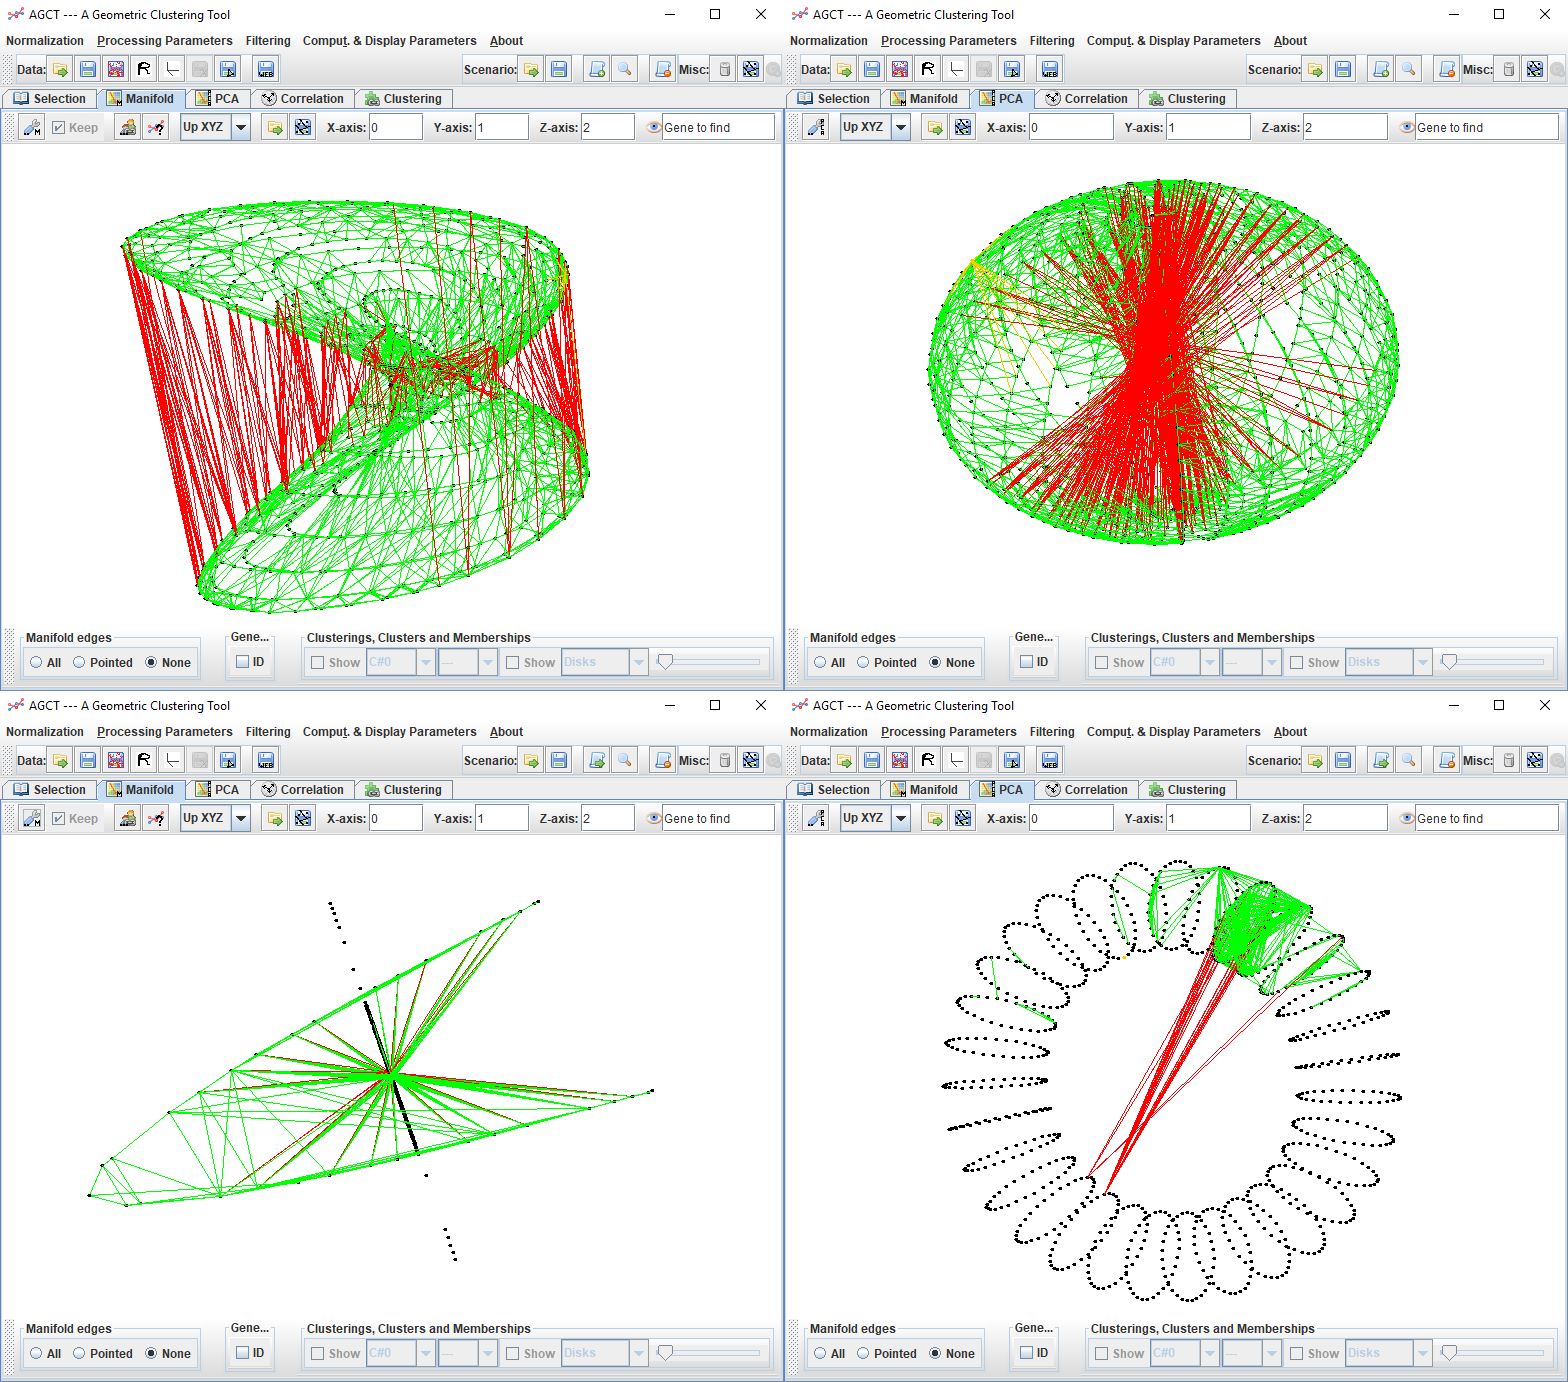 AGCT --- A Geometric Clustering Tool
Normalization Processing Parameters Filtering Comput. & Display Parameters About
Data: R WEB Scenario: Misc:
Selection Manifold PCA Correlation Clustering
M Keep Up XYZ X-axis: 0 Y-axis: 1 Z-axis: 2 Gene to find
Manifold edges Gene... Clusterings, Clusters and Memberships
All Pointed None ID Show C#0 --- Show Disks
AGCT --- A Geometric Clustering Tool
Normalization Processing Parameters Filtering Comput. & Display Parameters About
Data: R WEB Scenario: Misc:
Selection Manifold PCA Correlation Clustering
Up XYZ X-axis: 0 Y-axis: 1 Z-axis: 2 Gene to find
Manifold edges Gene... Clusterings, Clusters and Memberships
All Pointed None ID Show C#0 --- Show Disks
AGCT --- A Geometric Clustering Tool
Normalization Processing Parameters Filtering Comput. & Display Parameters About
Data: R WEB Scenario: Misc:
Selection Manifold PCA Correlation Clustering
M Keep Up XYZ X-axis: 0 Y-axis: 1 Z-axis: 2 Gene to find
Manifold edges Gene... Clusterings, Clusters and Memberships
All Pointed None ID Show C#0 --- Show Disks
AGCT --- A Geometric Clustering Tool
Normalization Processing Parameters Filtering Comput. & Display Parameters About
Data: R WEB Scenario: Misc:
Selection Manifold PCA Correlation Clustering
Up XYZ X-axis: 0 Y-axis: 1 Z-axis: 2 Gene to find
Manifold edges Gene... Clusterings, Clusters and Memberships
All Pointed None ID Show C#0 --- Show Disks